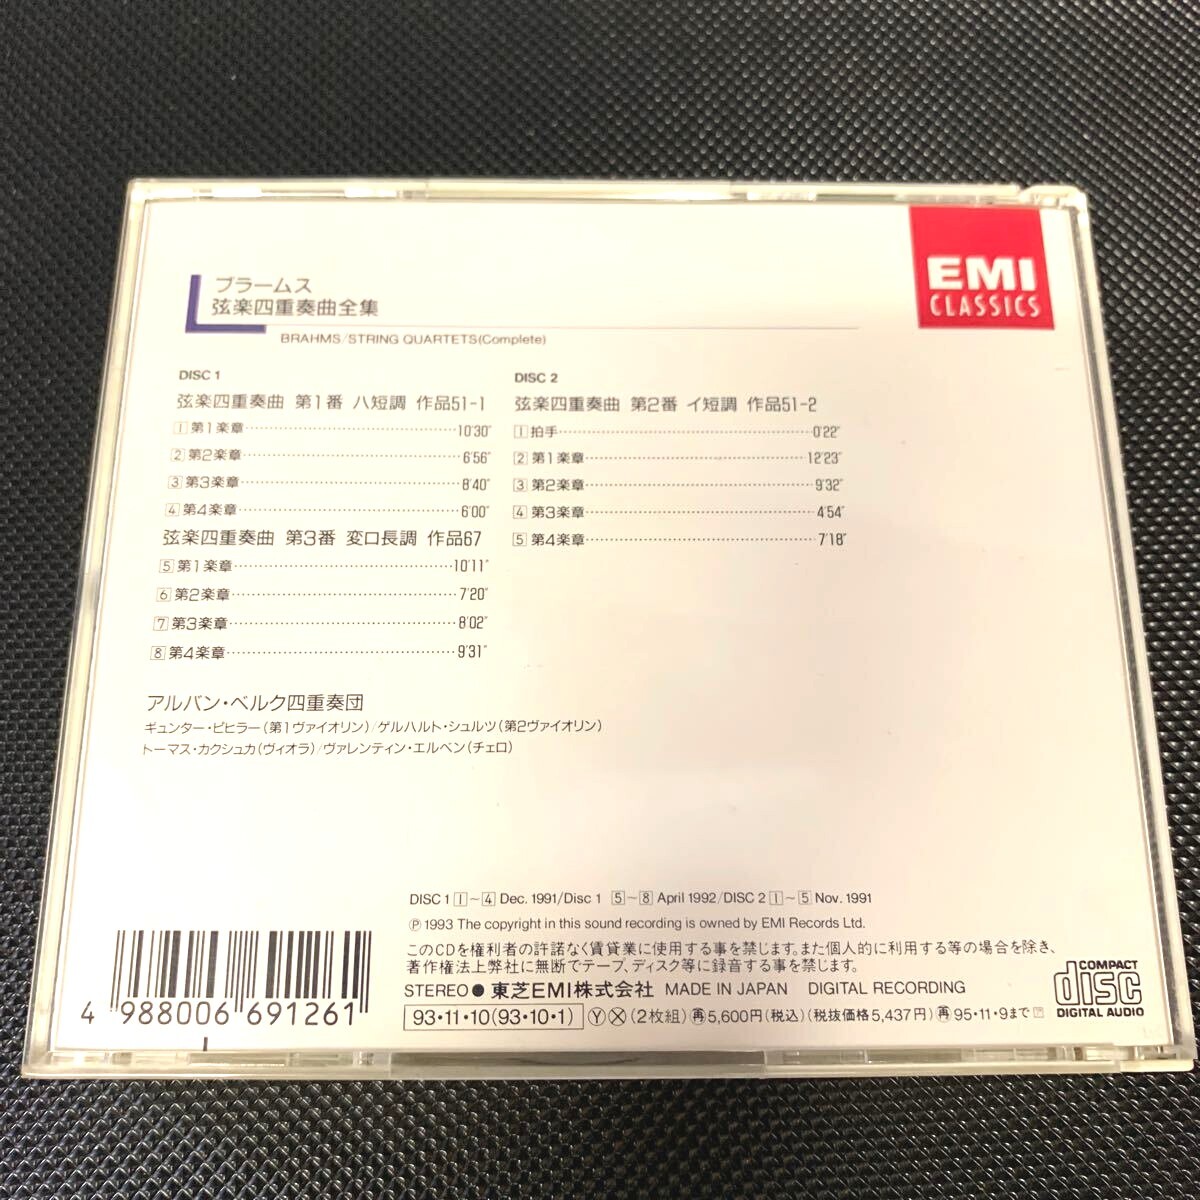 ブラームス
弦楽四重奏曲全集
BRAHMS/STRING QUARTETS(Complete)
EMI
CLASSICS
DISC 1
弦楽四重奏曲 第1番 ハ短調 作品51-1
1 第1楽章 10'30"
2 第2楽章 6'56"
3 第3楽章 8'40"
4 第4楽章 6'00"
弦楽四重奏曲 第3番 変ロ長調 作品67
5 第1楽章 10'11"
6 第2楽章 7'20"
7 第3楽章 8'02"
8 第4楽章 9'31"
DISC 2
弦楽四重奏曲 第2番 イ短調 作品51-2
1 拍手 0'22"
2 第1楽章 12'23"
3 第2楽章 9'32"
4 第3楽章 4'54"
5 第4楽章 7'18"
アルバン・ベルク四重奏団
ギュンター・ピヒラー(第1ヴァイオリン)/ゲルハルト・シュルツ(第2ヴァイオリン)
トーマス・カクシュカ(ヴィオラ)/ヴァレンティン・エルベン(チェロ)
DISC 1 1~4 Dec. 1991/Disc 1 5~8 April 1992/DISC 2 1~5 Nov. 1991
Ⓟ 1993 The copyright in this sound recording is owned by EMI Records Ltd.
このCDを権利者の許諾なく賃貸業に使用する事を禁じます。また個人的に利用する等の場合を除き、
著作権法上弊社に無断でテープ、ディスク等に録音する事を禁じます。
STEREO ● 東芝EMI株式会社 MADE IN JAPAN DIGITAL RECORDING
93・11・10(93・10・1) Ⓨ Ⓧ (2枚組) ㊢5,600円(税込)(税抜価格5,437円) ㊢95・11・9まで
4 988006 691261
COMPACT
disc
DIGITAL AUDIO